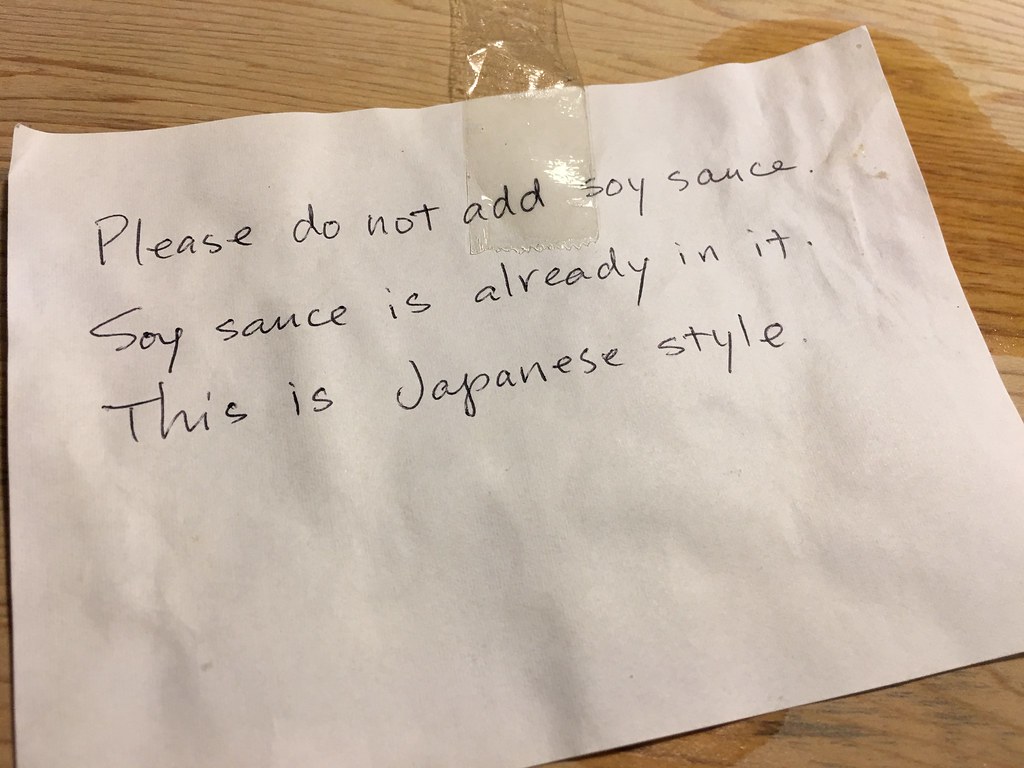 Please do not add soy sauce.
Soy sauce is already in it.
This is Japanese style.